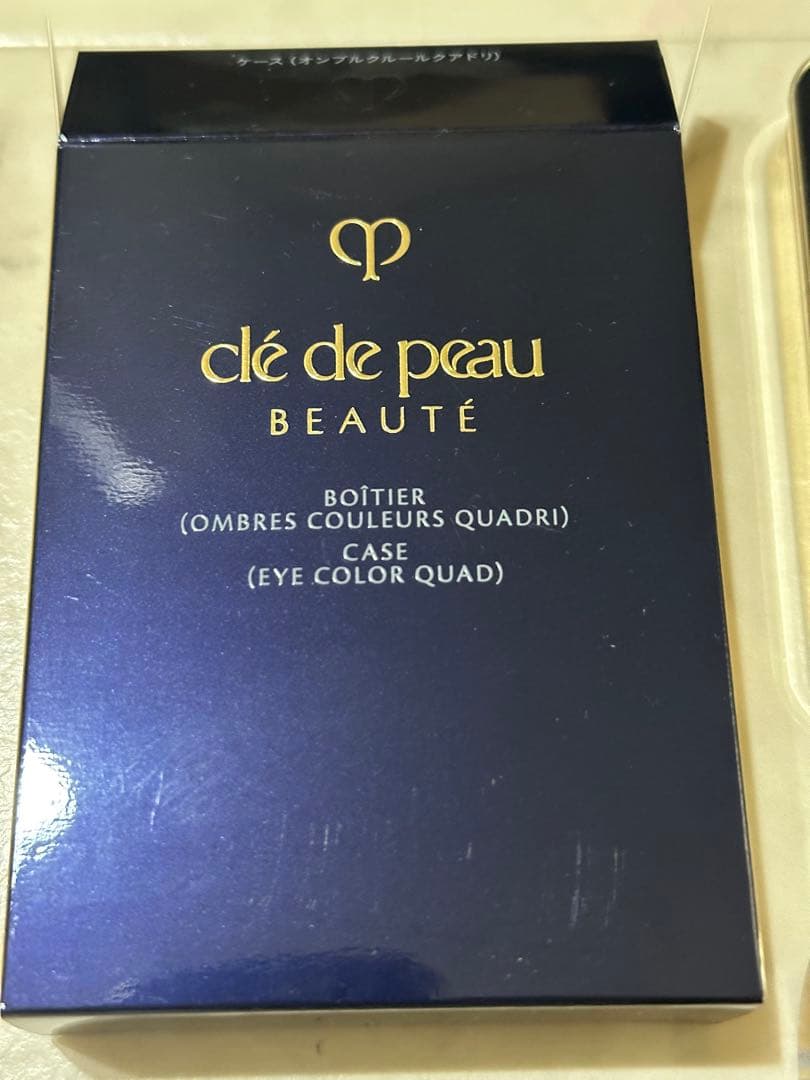 ケース(オンブルクルールクアドリ)
clé de peau
BEAUTÉ
BOÎTIER
(OMBRES COULEURS QUADRI)
CASE
(EYE COLOR QUAD)